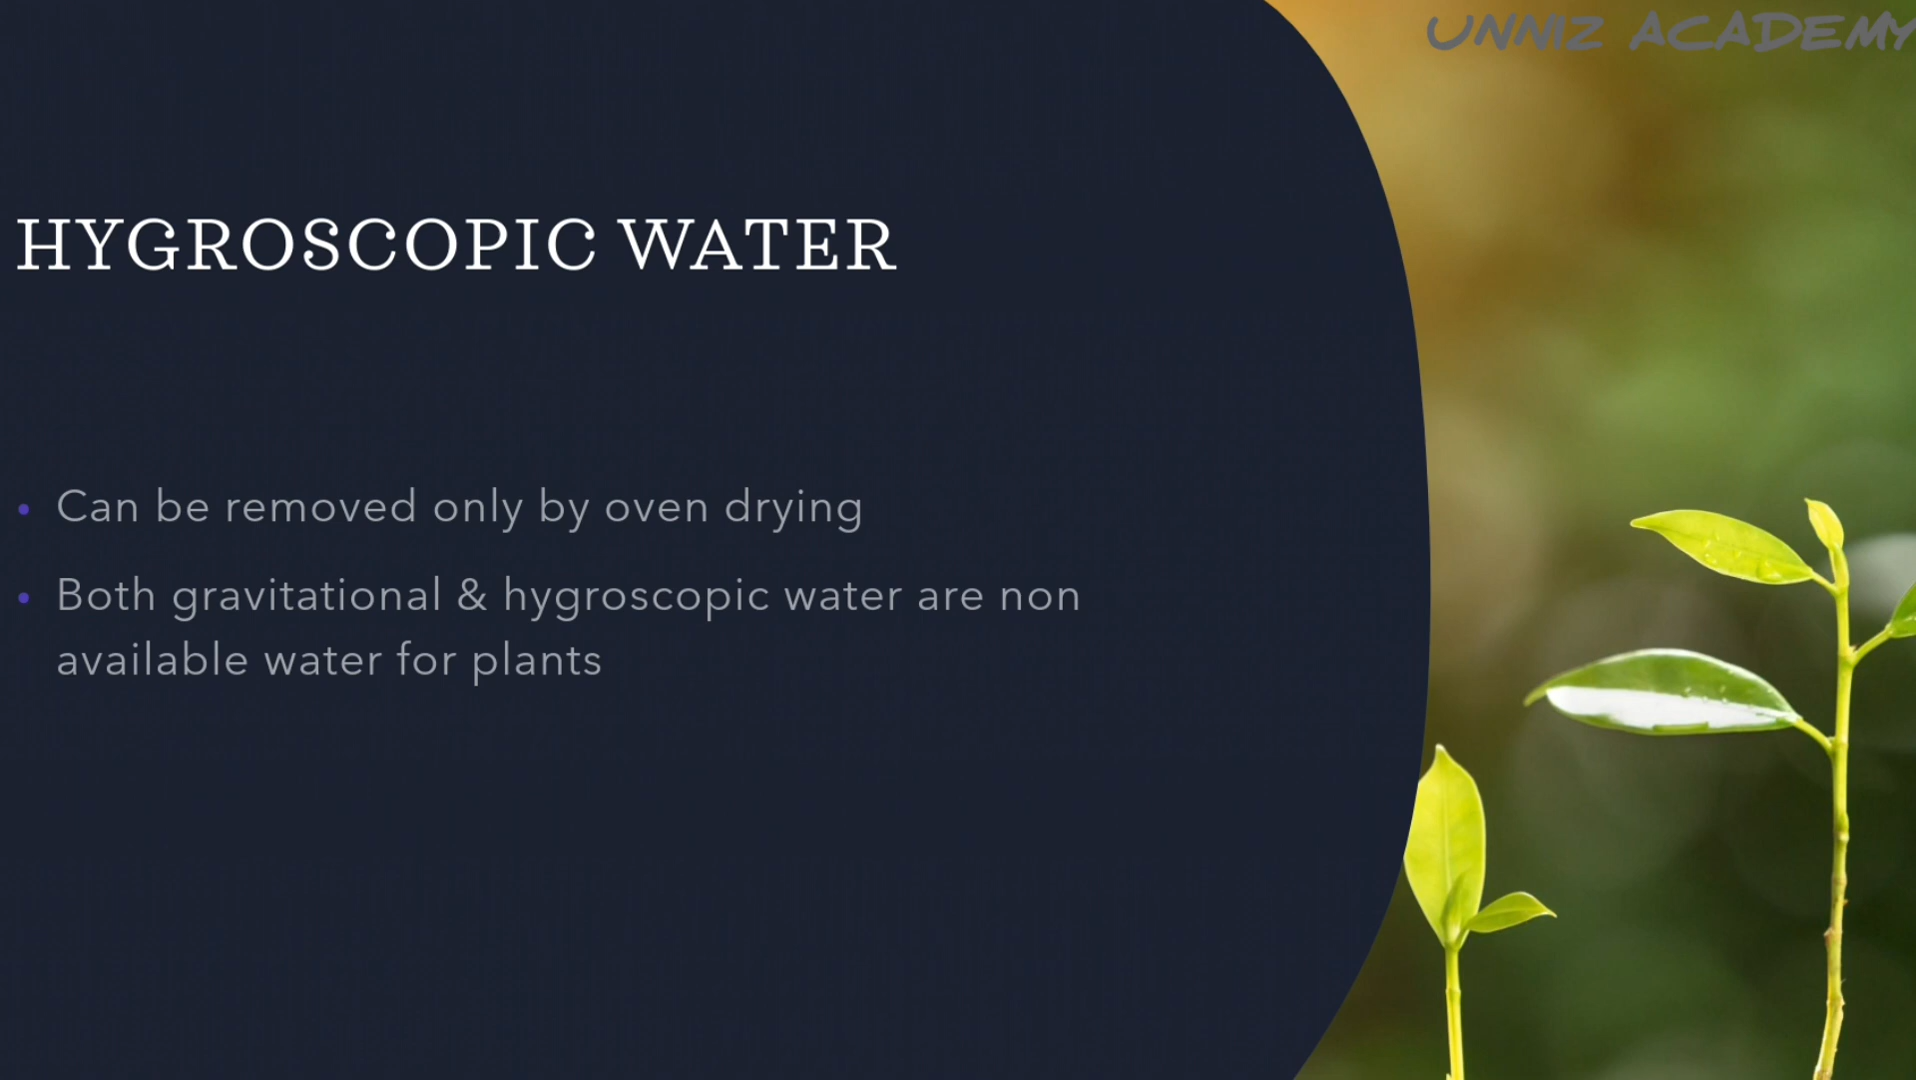 UNNIZ ACADEMY
HYGROSCOPIC WATER
• Can be removed only by oven drying
• Both gravitational & hygroscopic water are non
available water for plants